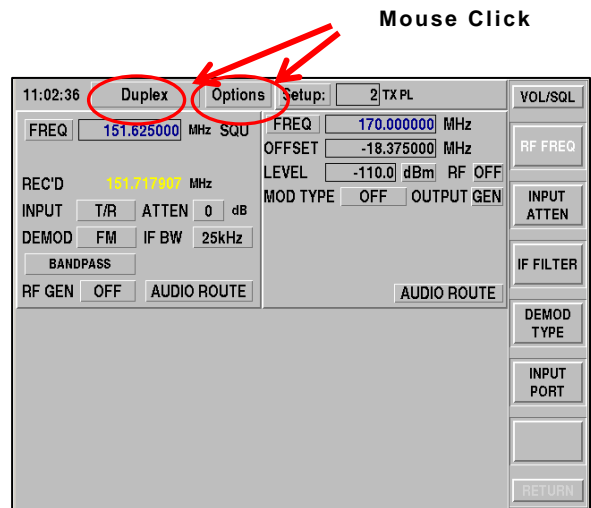 Mouse Click
11:02:36 Duplex Options Setup: 2 TX PL
FREQ 151.625000 MHz SQU
REC'D 151.717907 MHz
INPUT T/R ATTEN 0 dB
DEMOD FM IF BW 25kHz
BANDPASS
RF GEN OFF AUDIO ROUTE
FREQ 170.000000 MHz
OFFSET -18.375000 MHz
LEVEL -110.0 dBm RF OFF
MOD TYPE OFF OUTPUT GEN
AUDIO ROUTE
VOL/SQL
RF FREQ
INPUT
ATTEN
IF FILTER
DEMOD
TYPE
INPUT
PORT
RETURN